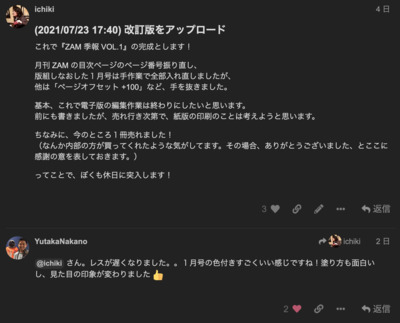 ichiki
4 日
(2021/07/23 17:40) 改訂版をアップロード
これで『ZAM 季報 VOL.1』の完成とします！
月刊 ZAM の目次ページのページ番号振り直し、
版組しなおした１月号は手作業で全部入れ直しましたが、
他は「ページオフセット +100」など、手を抜きました。
基本、これで電子版の編集作業は終わりにしたいと思います。
前にも書きましたが、売れ行き次第で、紙版の印刷のことは考えようと思います。
ちなみに、今のところ１冊売れました！
（なんか内部の方が買ってくれたような気がしてます。その場合、ありがとうございました、とここに
感謝の意を表しておきます。）
ってことで、ぼくも休日に突入します！
3
返信
YutakaNakano
ichiki
2 日
@ichiki さん。レスが遅くなりました。。１月号の色付きすごくいい感じですね！塗り方も面白い
し、見た目の印象が変わりました 👍
2
返信